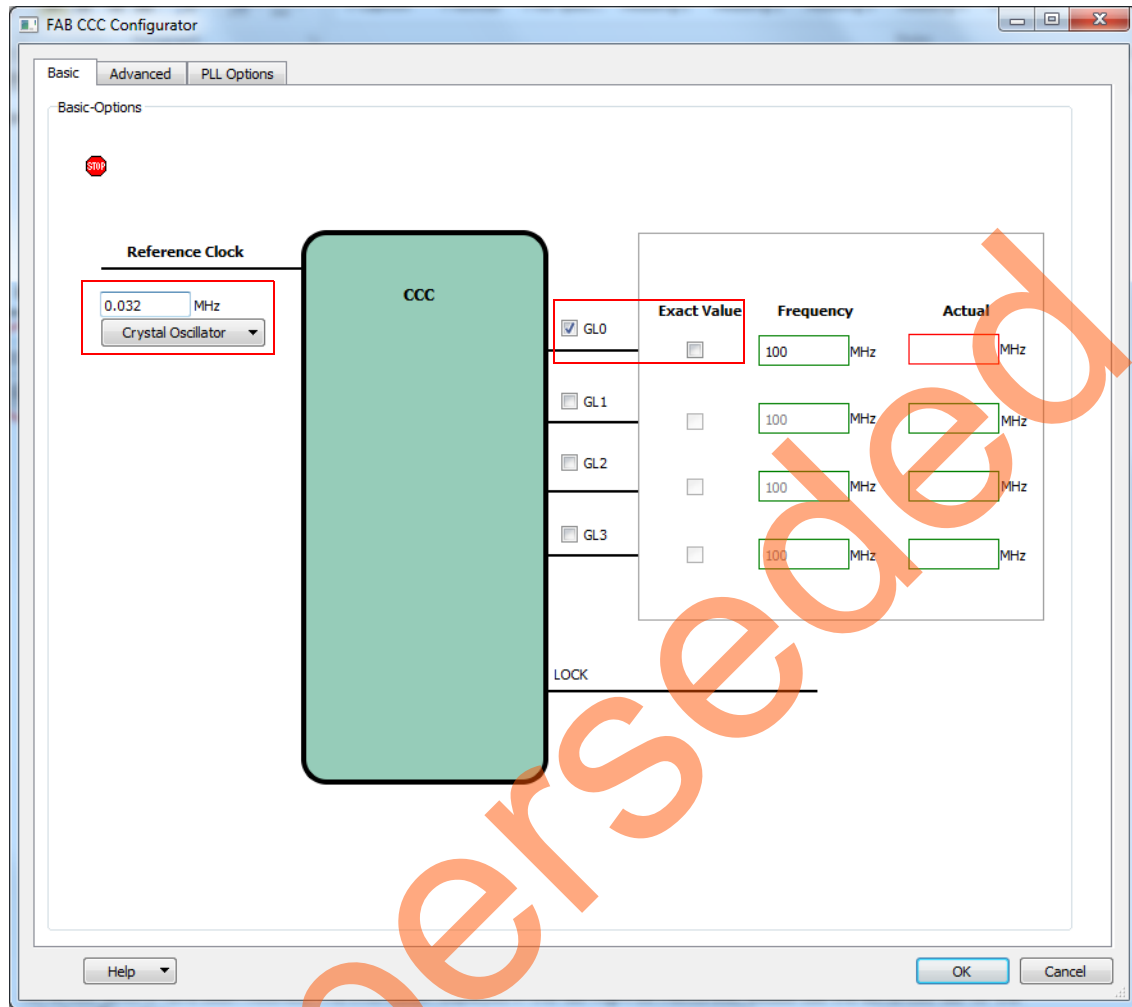 FAB CCC Configurator
Basic Advanced PLL Options
Basic-Options
STOP
Reference Clock
0.032 MHz
Crystal Oscillator
CCC
Exact Value Frequency Actual
GL0
100 MHz MHz
GL1
100 MHz MHz
GL2
100 MHz MHz
GL3
100 MHz MHz
LOCK
Help OK Cancel
perseded